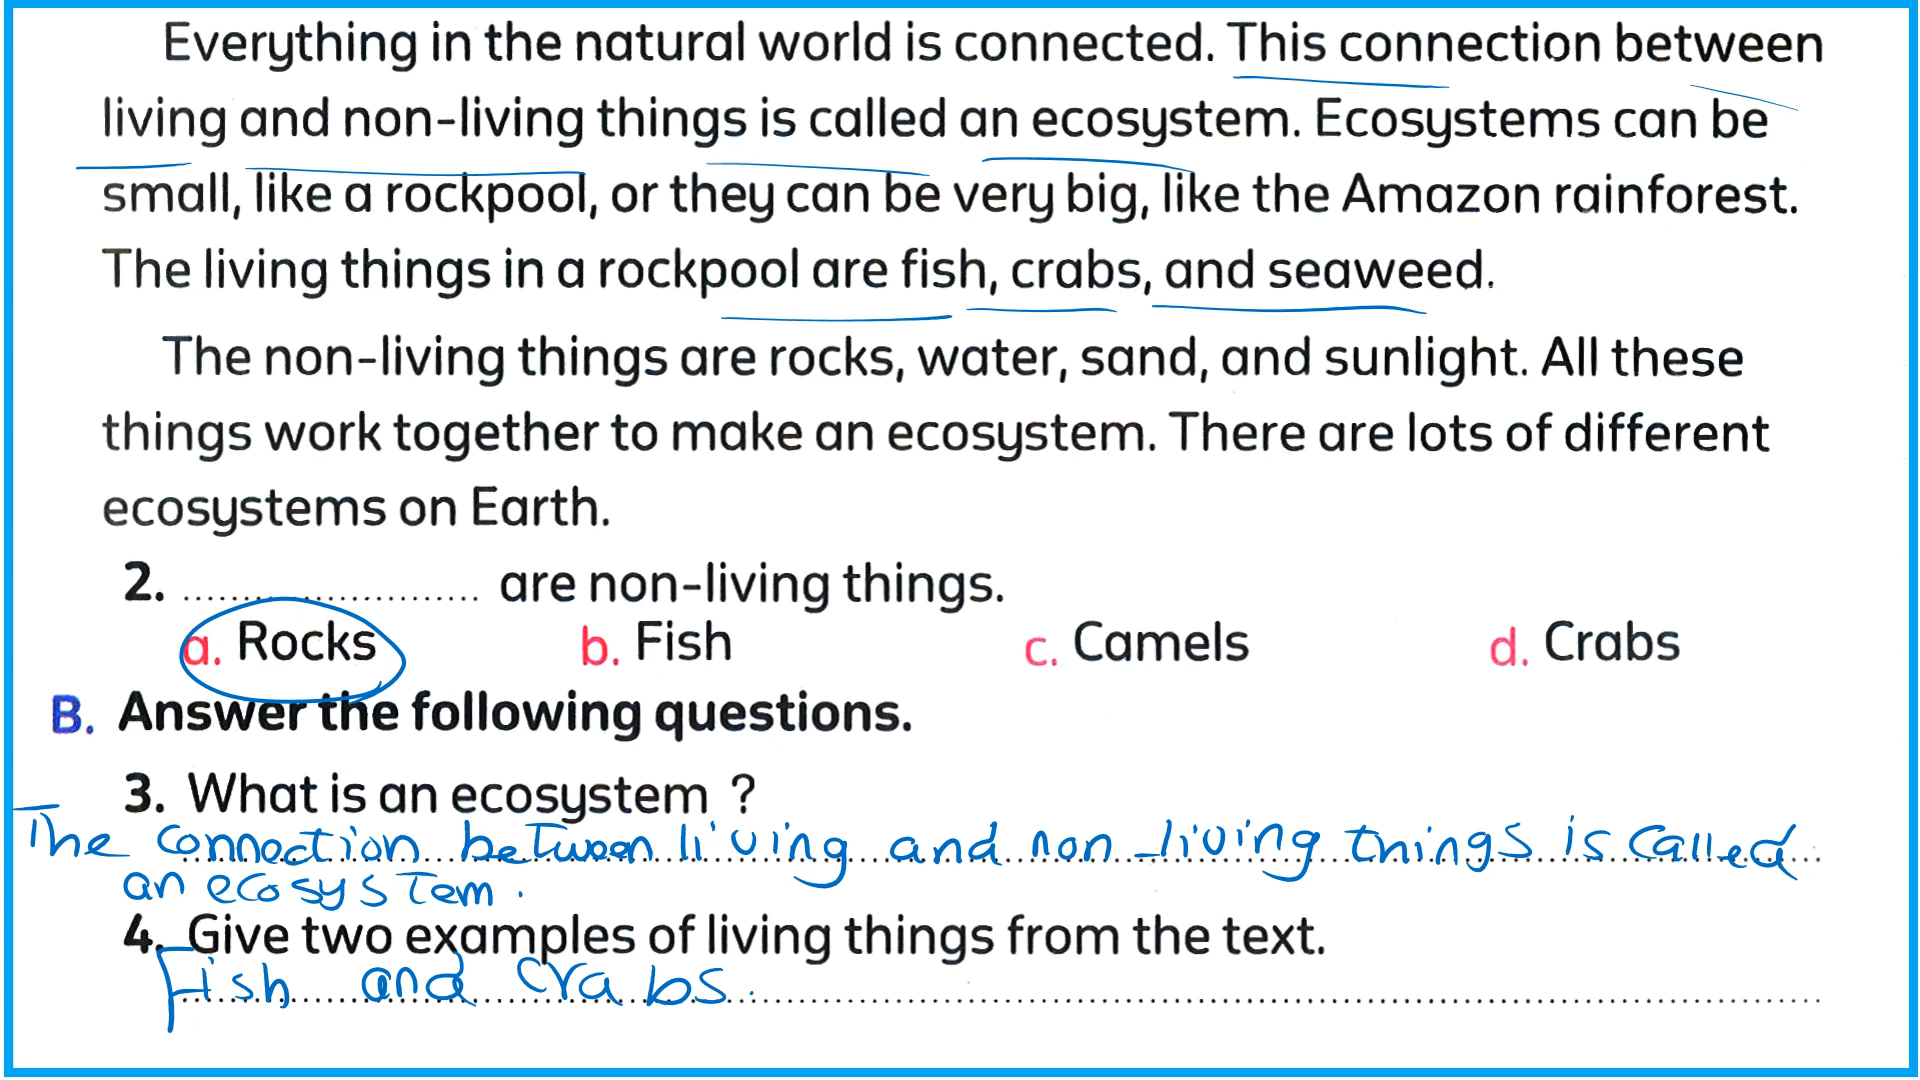 Everything in the natural world is connected. This connection between
living and non-living things is called an ecosystem. Ecosystems can be
small, like a rockpool, or they can be very big, like the Amazon rainforest.
The living things in a rockpool are fish, crabs, and seaweed.
The non-living things are rocks, water, sand, and sunlight. All these
things work together to make an ecosystem. There are lots of different
ecosystems on Earth.
2. ........................ are non-living things.
a. Rocks b. Fish c. Camels d. Crabs
B. Answer the following questions.
3. What is an ecosystem ?
The connection between living and non-living things is called
an ecosystem.
4. Give two examples of living things from the text.
Fish and crabs.